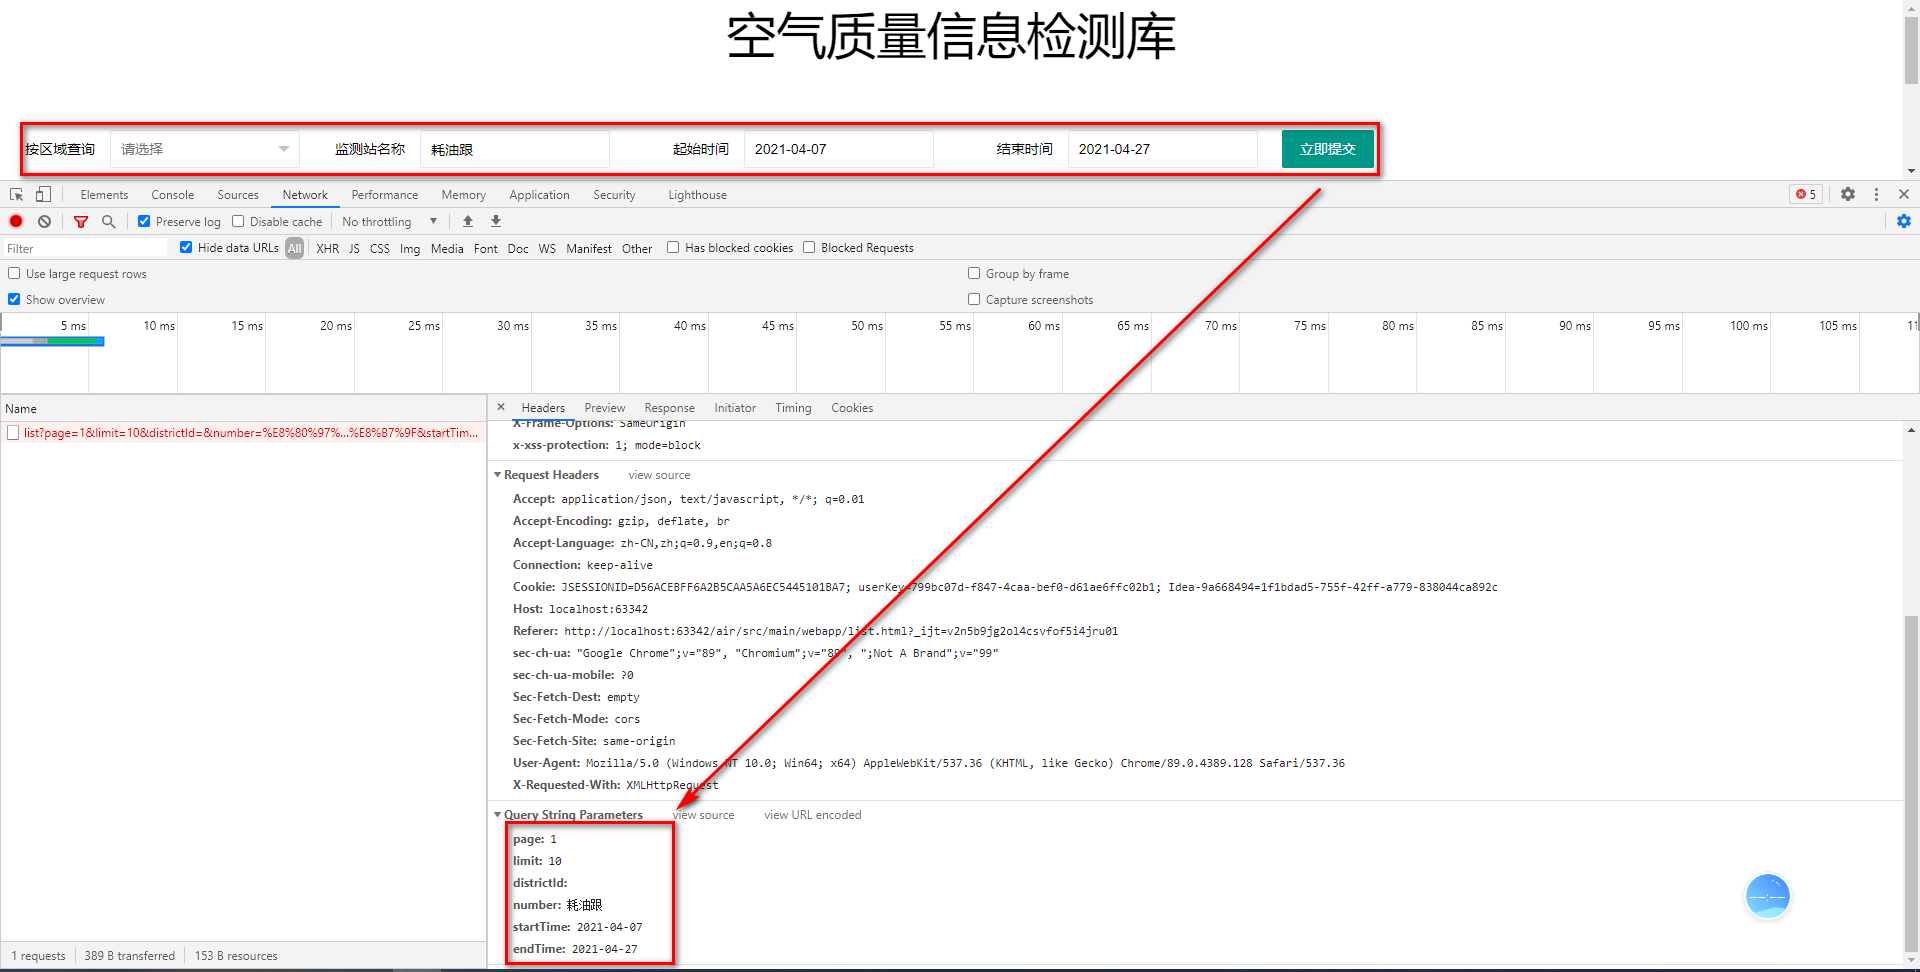 空气质量信息检测库
按区域查询 请选择 监测站名称 耗油跟 起始时间 2021-04-07 结束时间 2021-04-27 立即提交
Elements Console Sources Network Performance Memory Application Security Lighthouse 5
Preserve log Disable cache No throttling
Filter Hide data URLs All XHR JS CSS Img Media Font Doc WS Manifest Other Has blocked cookies Blocked Requests
Use large request rows Group by frame
Show overview Capture screenshots
5 ms 10 ms 15 ms 20 ms 25 ms 30 ms 35 ms 40 ms 45 ms 50 ms 55 ms 60 ms 65 ms 70 ms 75 ms 80 ms 85 ms 90 ms 95 ms 100 ms 105 ms 11
Name
list?page=1&limit=10&districtId=&number=%E8%80%97%...%E8%B7%9F&startTim...
Headers Preview Response Initiator Timing Cookies
X-Frame-Options: SameOrigin
x-xss-protection: 1; mode=block
Request Headers view source
Accept: application/json, text/javascript, */*; q=0.01
Accept-Encoding: gzip, deflate, br
Accept-Language: zh-CN,zh;q=0.9,en;q=0.8
Connection: keep-alive
Cookie: JSESSIONID=D56ACEBFF6A2B5CAA5A6EC5445101BA7; userKey=799bc07d-f847-4caa-bef0-d61ae6ffc02b1; Idea-9a668494=1f1bdad5-755f-42ff-a779-838044ca892c
Host: localhost:63342
Referer: http://localhost:63342/air/src/main/webapp/list.html?_ijt=v2n5b9jg2ol4csvfof5i4jru01
sec-ch-ua: "Google Chrome";v="89", "Chromium";v="89", ";Not A Brand";v="99"
sec-ch-ua-mobile: ?0
Sec-Fetch-Dest: empty
Sec-Fetch-Mode: cors
Sec-Fetch-Site: same-origin
User-Agent: Mozilla/5.0 (Windows NT 10.0; Win64; x64) AppleWebKit/537.36 (KHTML, like Gecko) Chrome/89.0.4389.128 Safari/537.36
X-Requested-With: XMLHttpRequest
Query String Parameters view source view URL encoded
page: 1
limit: 10
districtId:
number: 耗油跟
startTime: 2021-04-07
endTime: 2021-04-27
--:--
1 requests 389 B transferred 153 B resources